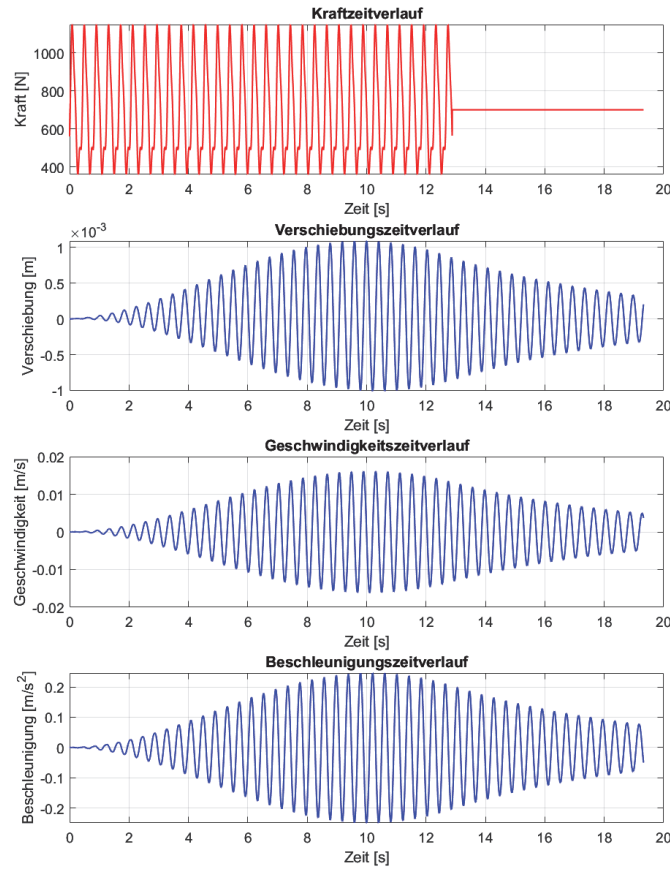 Kraftzeitverlauf
Kraft [N]
1000
800
600
400
0 2 4 6 8 10 12 14 16 18 20
Zeit [s]
Verschiebungszeitverlauf
×10⁻³
Verschiebung [m]
1
0.5
0
-0.5
-1
0 2 4 6 8 10 12 14 16 18 20
Zeit [s]
Geschwindigkeitszeitverlauf
Geschwindigkeit [m/s]
0.02
0.01
0
-0.01
-0.02
0 2 4 6 8 10 12 14 16 18 20
Zeit [s]
Beschleunigungszeitverlauf
Beschleunigung [m/s²]
0.2
0.1
0
-0.1
-0.2
0 2 4 6 8 10 12 14 16 18 20
Zeit [s]